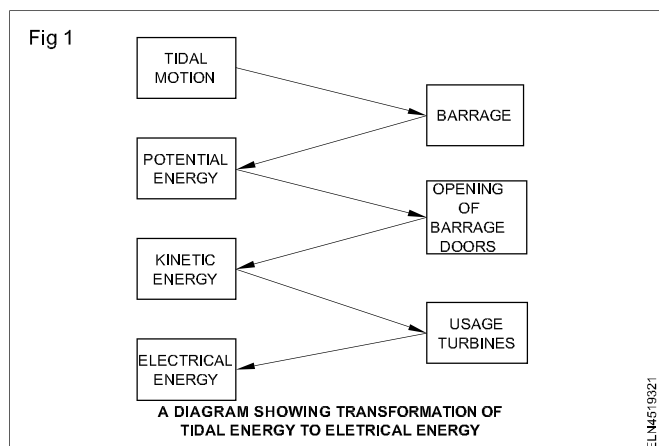 Fig 1
TIDAL
MOTION
BARRAGE
POTENTIAL
ENERGY
OPENING
OF
BARRAGE
DOORS
KINETIC
ENERGY
USAGE
TURBINES
ELECTRICAL
ENERGY
A DIAGRAM SHOWING TRANSFORMATION OF
TIDAL ENERGY TO ELETRICAL ENERGY
ELN4519321